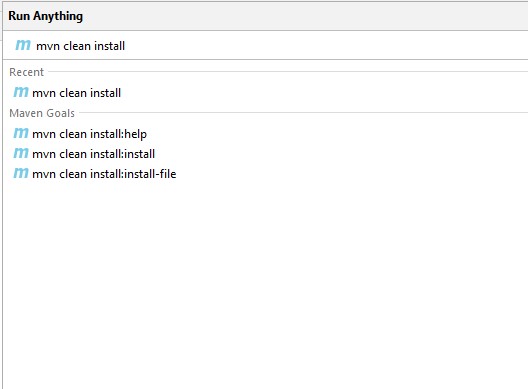 Run Anything
m mvn clean install
Recent
m mvn clean install
Maven Goals
m mvn clean install:help
m mvn clean install:install
m mvn clean install:install-file